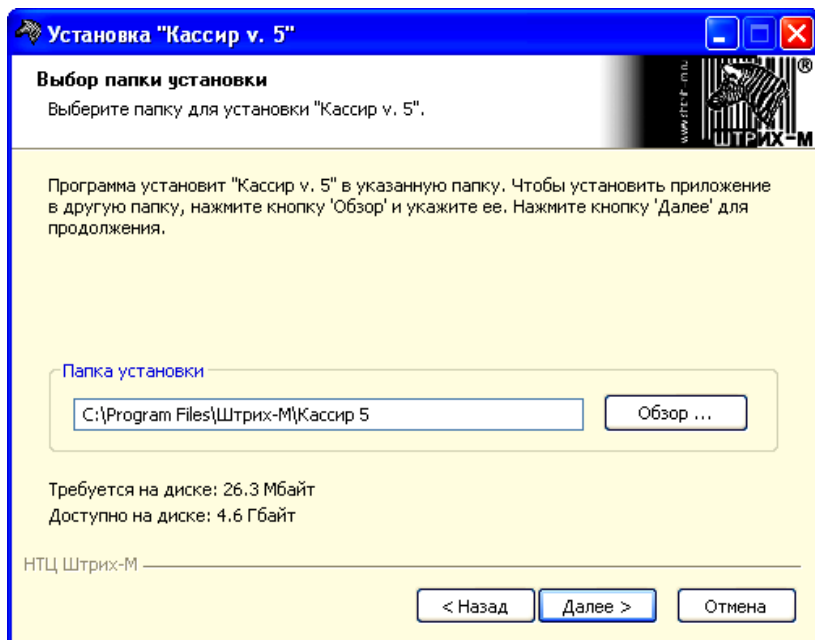 Установка "Кассир v. 5"
Выбор папки установки
Выберите папку для установки "Кассир v. 5".
www.shtrih-m.ru
®
ШТРИХ-М
Программа установит "Кассир v. 5" в указанную папку. Чтобы установить приложение
в другую папку, нажмите кнопку 'Обзор' и укажите ее. Нажмите кнопку 'Далее' для
продолжения.
Папка установки
C:\Program Files\Штрих-М\Кассир 5
Обзор ...
Требуется на диске: 26.3 Мбайт
Доступно на диске: 4.6 Гбайт
НТЦ Штрих-М
< Назад
Далее >
Отмена